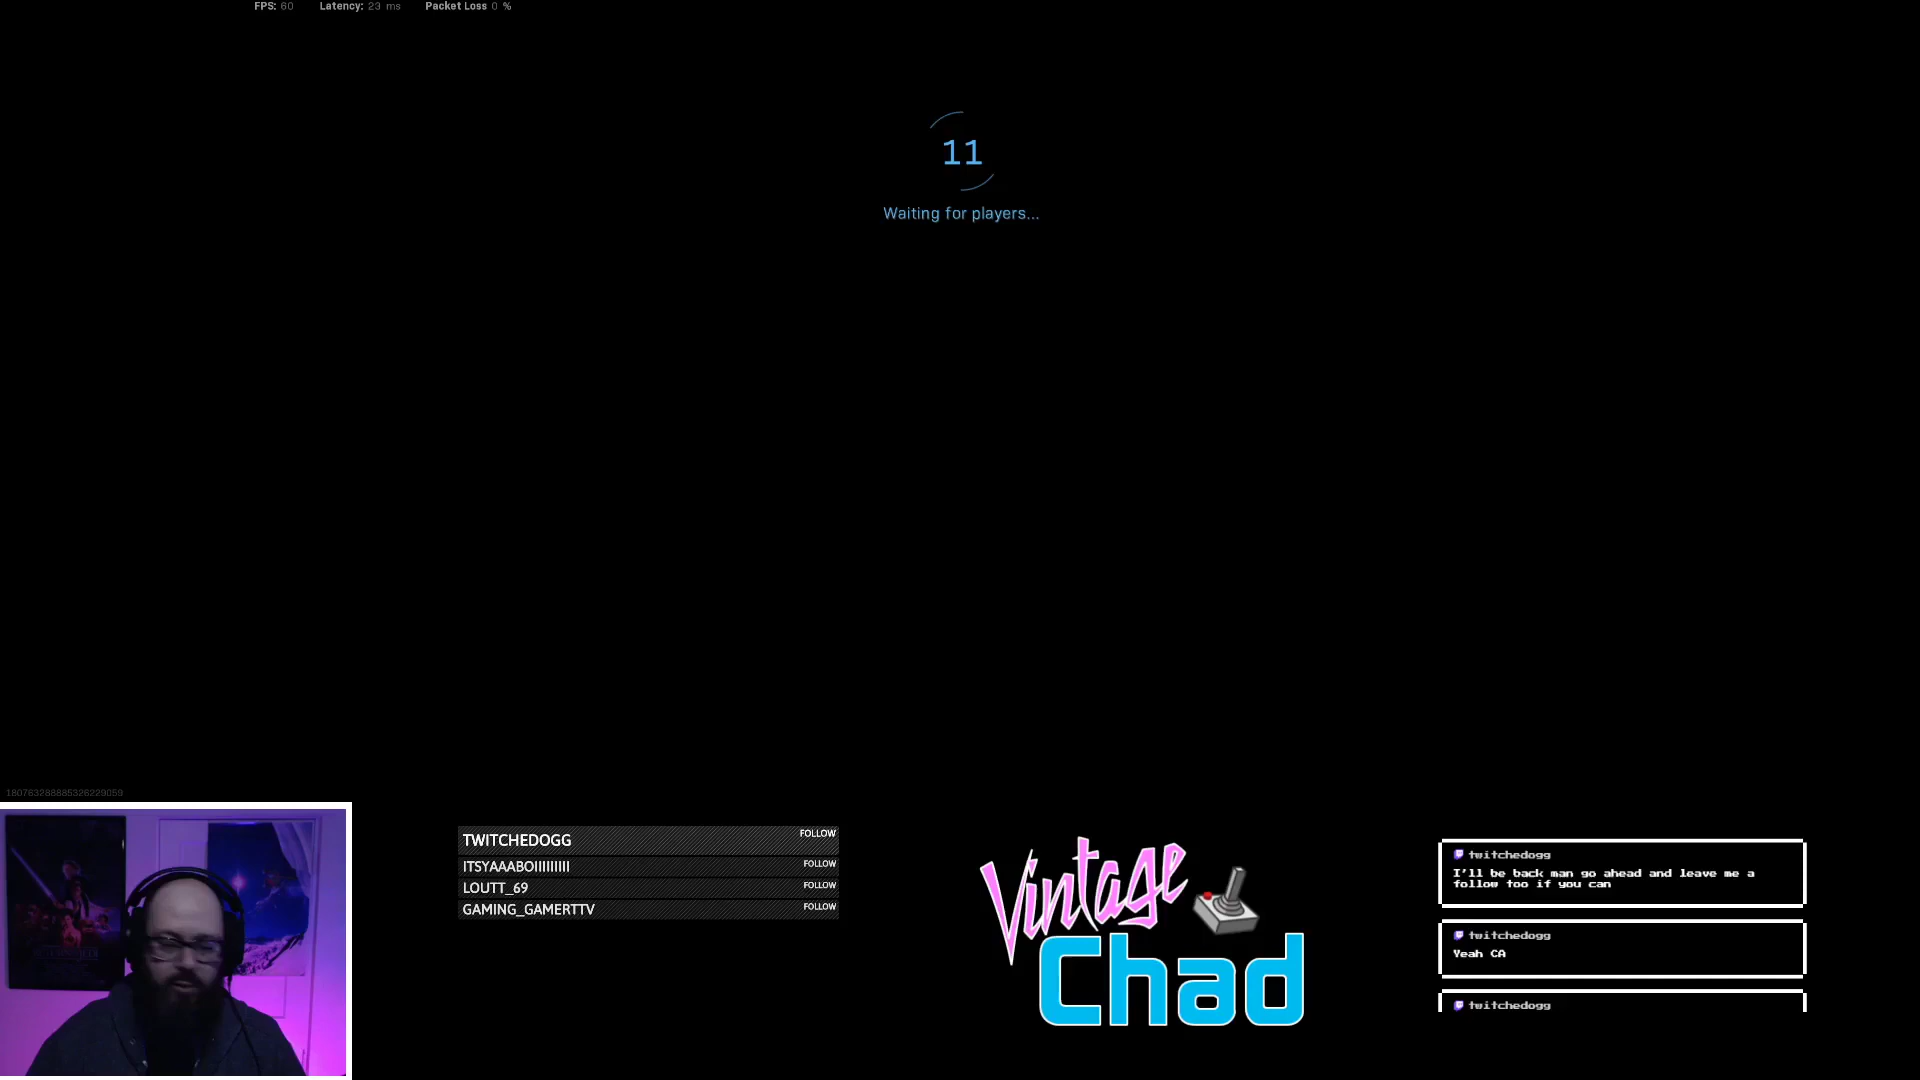 FPS: 60 Latency: 23 ms Packet Loss 0 %
11
Waiting for players...
18076328885326229059
TWITCHEDOGG FOLLOW
ITSYAAABOIIIIIIIII FOLLOW
LOUTT_69 FOLLOW
GAMING_GAMERTTV FOLLOW
Vintage
Chad
twitchedogg
I'll be back man go ahead and leave me a
follow too if you can
twitchedogg
Yeah CA
twitchedogg